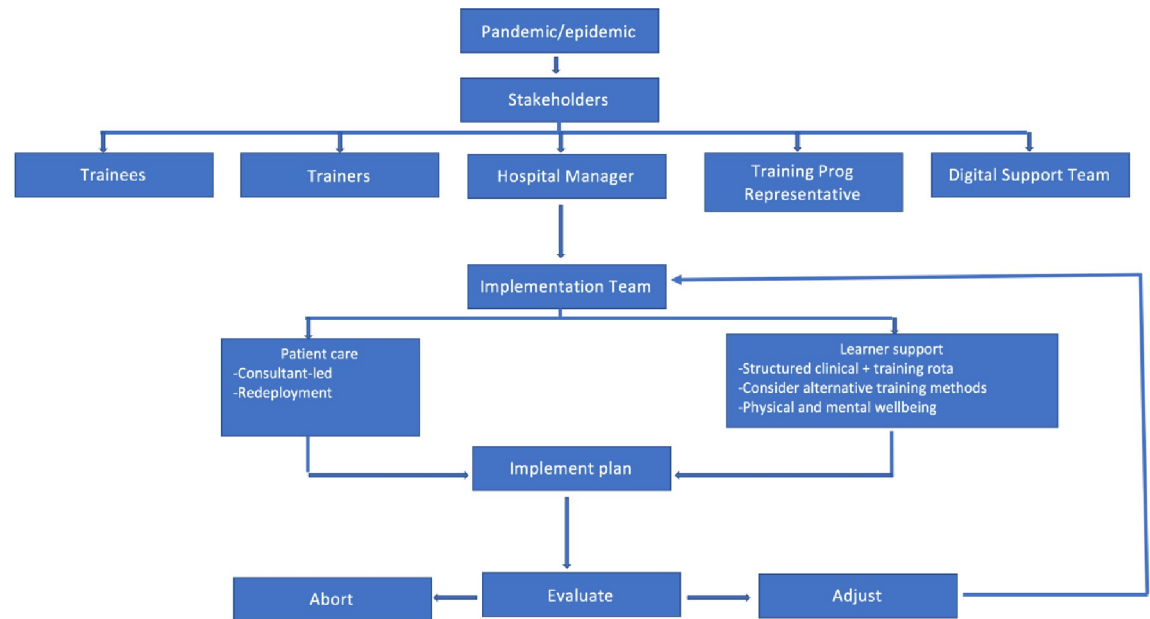 Pandemic/epidemic
Stakeholders
Trainees
Trainers
Hospital Manager
Training Prog
Representative
Digital Support Team
Implementation Team
Patient care
-Consultant-led
-Redeployment
Learner support
-Structured clinical + training rota
-Consider alternative training methods
-Physical and mental wellbeing
Implement plan
Abort
Evaluate
Adjust